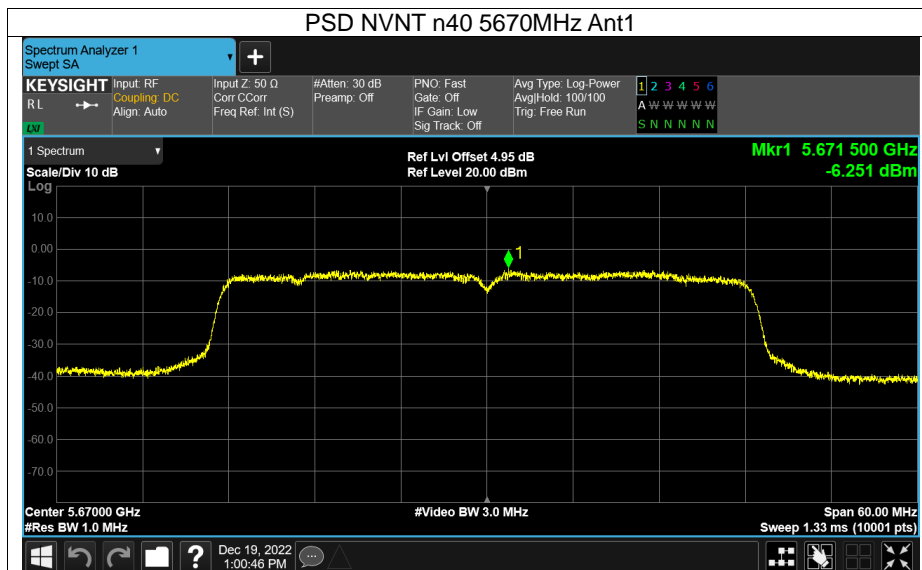 PSD NVNT n40 5670MHz Ant1
Spectrum Analyzer 1
Swept SA
KEYSIGHT
RL
LXI
Input: RF
Coupling: DC
Align: Auto
Input Z: 50 Ω
Corr CCorr
Freq Ref: Int (S)
#Atten: 30 dB
Preamp: Off
PNO: Fast
Gate: Off
IF Gain: Low
Sig Track: Off
Avg Type: Log-Power
Avg|Hold: 100/100
Trig: Free Run
1 2 3 4 5 6
A W W W W W
S N N N N N
1 Spectrum
Scale/Div 10 dB
Ref Lvl Offset 4.95 dB
Ref Level 20.00 dBm
Mkr1 5.671 500 GHz
-6.251 dBm
Log
10.0
0.00
-10.0
-20.0
-30.0
-40.0
-50.0
-60.0
-70.0
1
Center 5.67000 GHz
#Res BW 1.0 MHz
#Video BW 3.0 MHz
Span 60.00 MHz
Sweep 1.33 ms (10001 pts)
?
Dec 19, 2022
1:00:46 PM